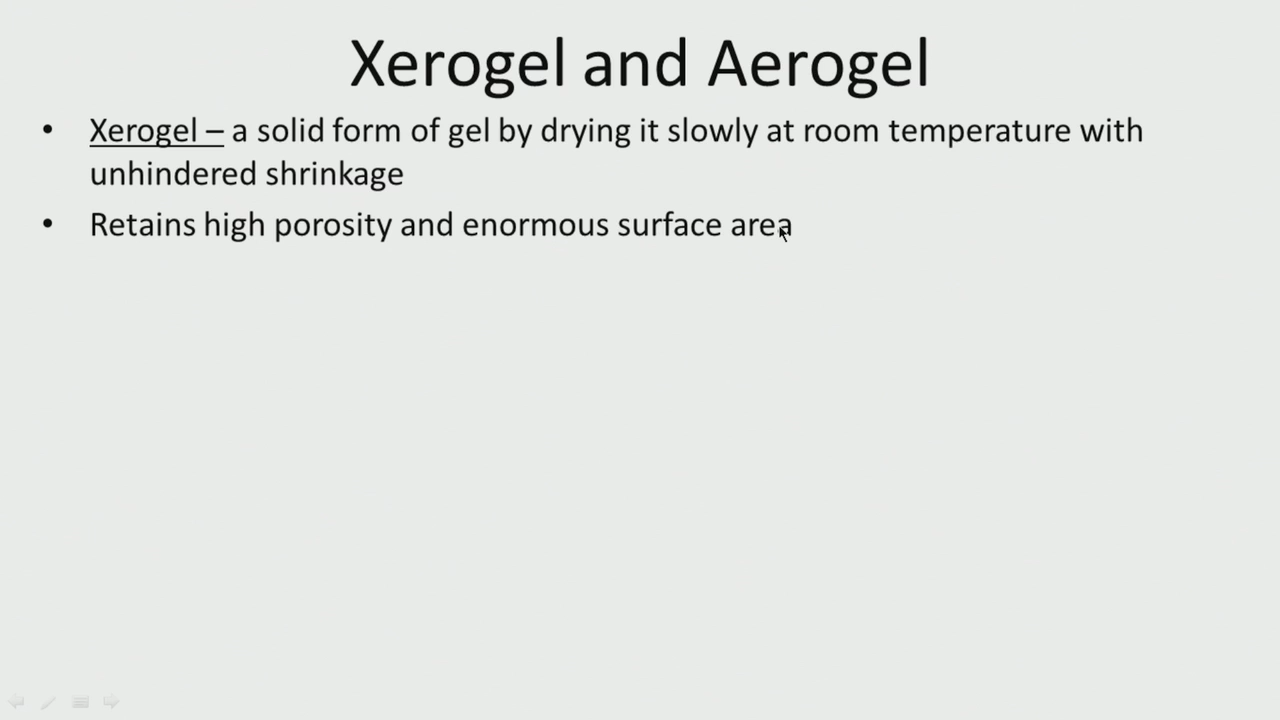 Xerogel and Aerogel
• Xerogel – a solid form of gel by drying it slowly at room temperature with
unhindered shrinkage
• Retains high porosity and enormous surface area